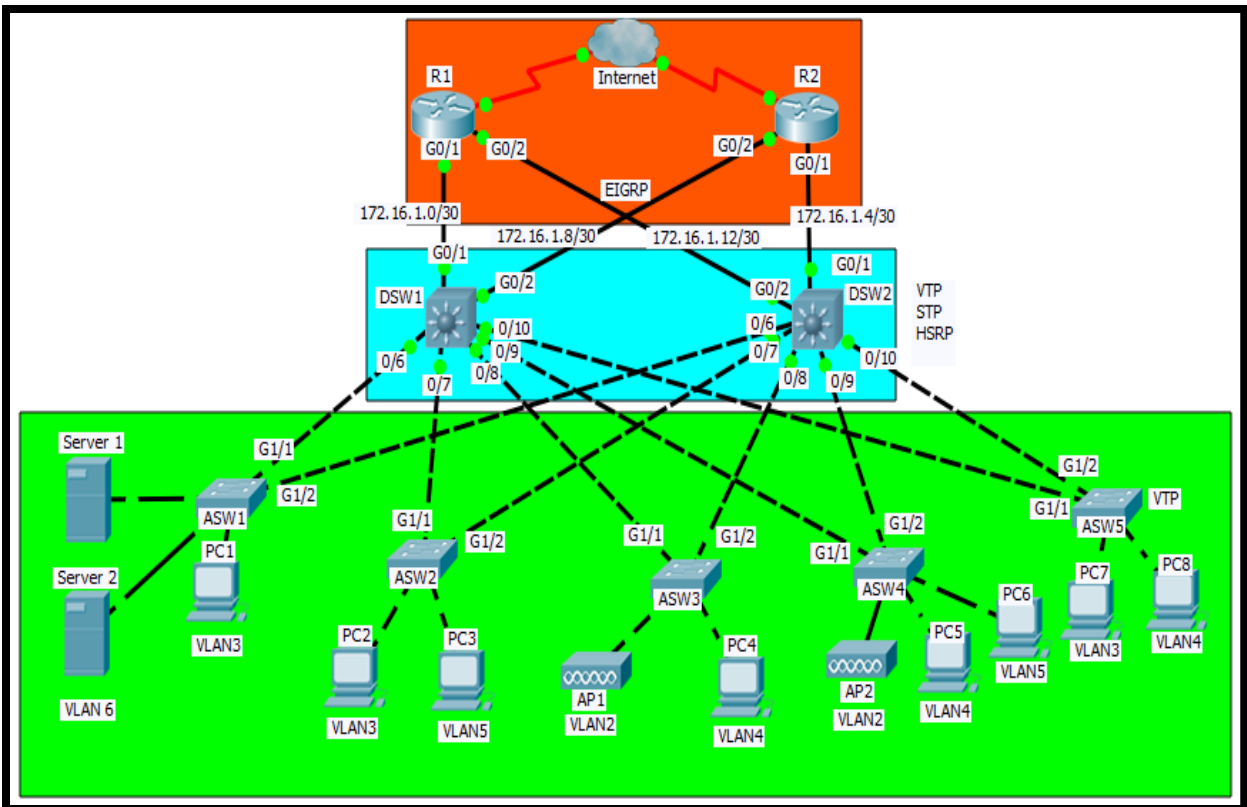 Internet
R1
R2
G0/1
G0/2
G0/2
G0/1
EIGRP
172.16.1.0/30
172.16.1.4/30
172.16.1.8/30
172.16.1.12/30
G0/1
G0/2
DSW1
0/6
0/7
0/8
0/9
0/10
G0/1
G0/2
DSW2
0/6
0/7
0/8
0/9
0/10
VTP
STP
HSRP
Server 1
Server 2
VLAN 6
G1/1
G1/2
ASW1
PC1
VLAN3
G1/1
G1/2
ASW2
PC2
VLAN3
PC3
VLAN5
G1/1
G1/2
ASW3
AP1
VLAN2
PC4
VLAN4
G1/1
G1/2
ASW4
AP2
VLAN2
PC5
VLAN4
PC6
VLAN5
G1/2
G1/1
VTP
ASW5
PC7
VLAN3
PC8
VLAN4